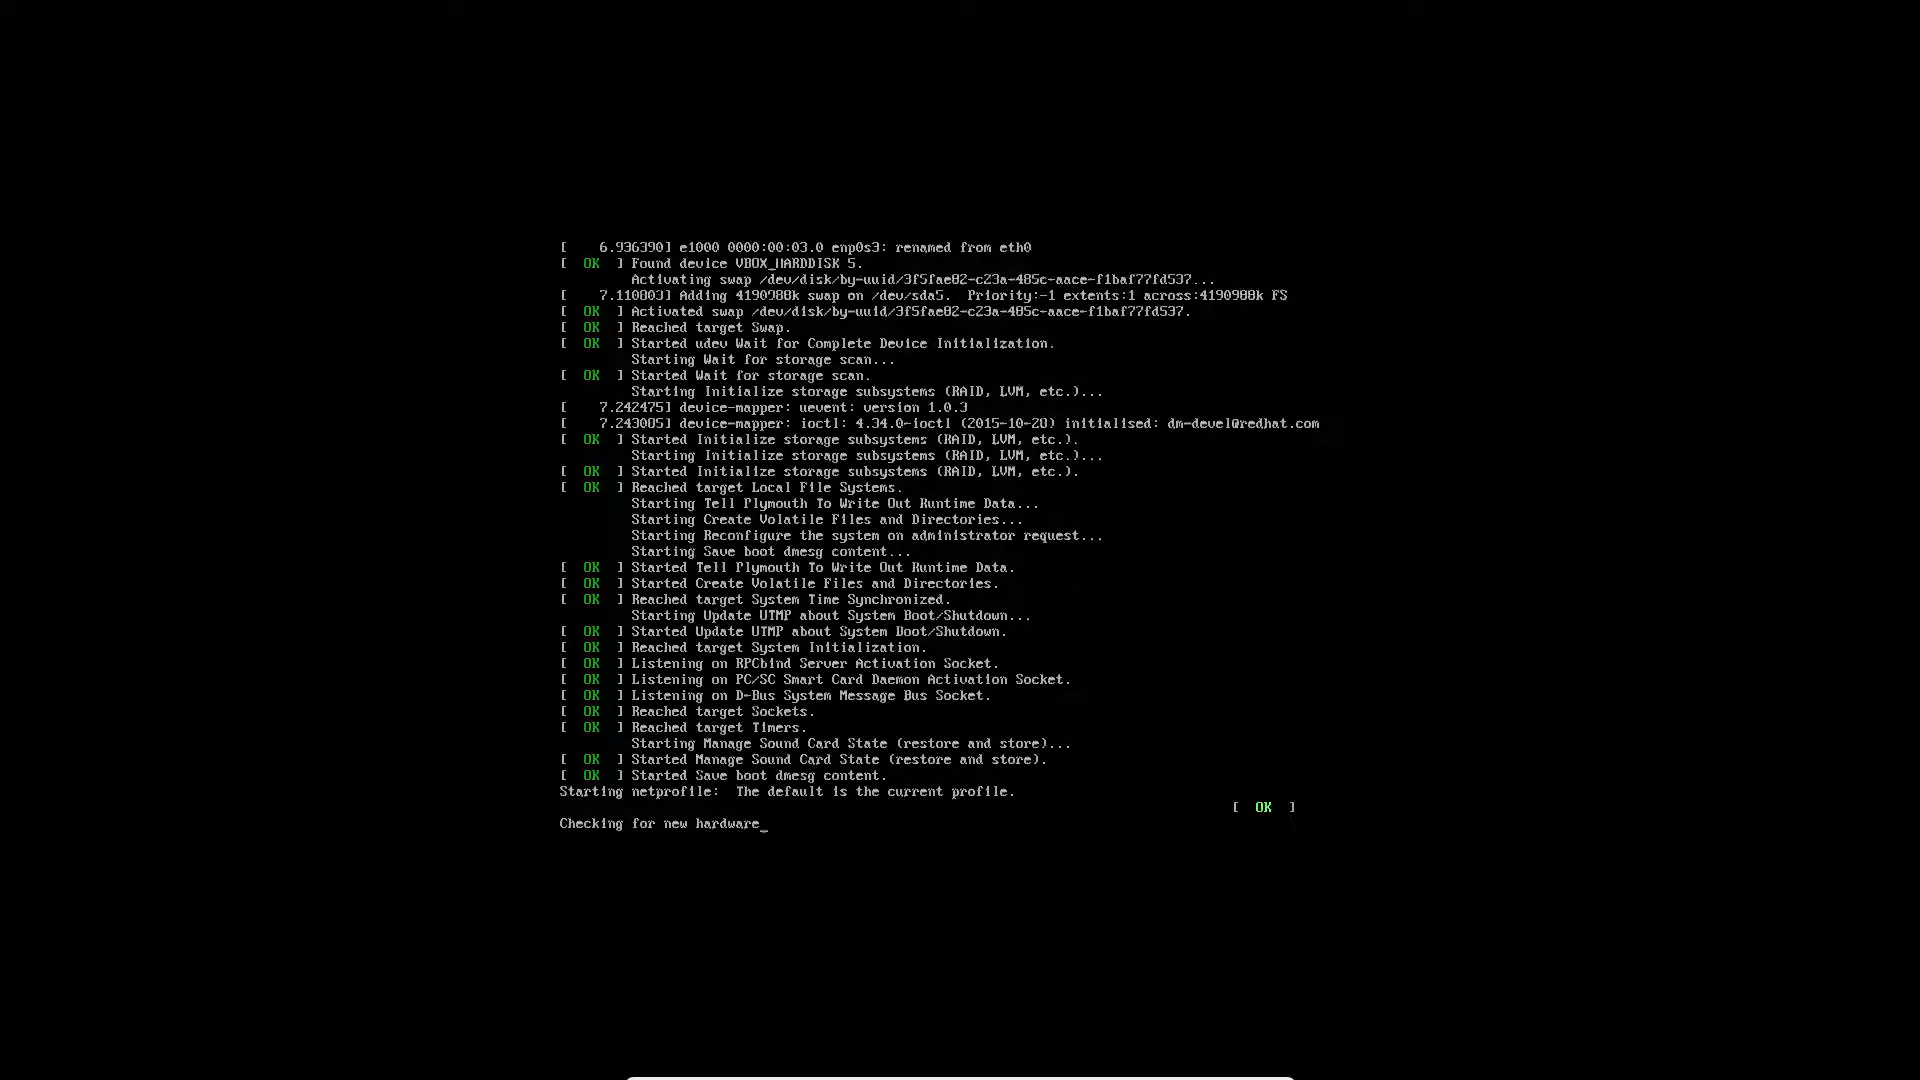 [    6.936390] e1000 0000:00:03.0 enp0s3: renamed from eth0
[  OK  ] Found device VBOX_HARDDISK 5.
         Activating swap /dev/disk/by-uuid/3f5fae82-c23a-485c-aace-f1baf77fd537...
[    7.110803] Adding 4190988k swap on /dev/sda5.  Priority:-1 extents:1 across:4190988k FS
[  OK  ] Activated swap /dev/disk/by-uuid/3f5fae82-c23a-485c-aace-f1baf77fd537.
[  OK  ] Reached target Swap.
[  OK  ] Started udev Wait for Complete Device Initialization.
         Starting Wait for storage scan...
[  OK  ] Started Wait for storage scan.
         Starting Initialize storage subsystems (RAID, LVM, etc.)...
[    7.242475] device-mapper: uevent: version 1.0.3
[    7.243005] device-mapper: ioctl: 4.34.0-ioctl (2015-10-28) initialised: dm-devel@redhat.com
[  OK  ] Started Initialize storage subsystems (RAID, LVM, etc.).
         Starting Initialize storage subsystems (RAID, LVM, etc.)...
[  OK  ] Started Initialize storage subsystems (RAID, LVM, etc.).
[  OK  ] Reached target Local File Systems.
         Starting Tell Plymouth To Write Out Runtime Data...
         Starting Create Volatile Files and Directories...
         Starting Reconfigure the system on administrator request...
         Starting Save boot dmesg content...
[  OK  ] Started Tell Plymouth To Write Out Runtime Data.
[  OK  ] Started Create Volatile Files and Directories.
[  OK  ] Reached target System Time Synchronized.
         Starting Update UTMP about System Boot/Shutdown...
[  OK  ] Started Update UTMP about System Boot/Shutdown.
[  OK  ] Reached target System Initialization.
[  OK  ] Listening on RPCbind Server Activation Socket.
[  OK  ] Listening on PC/SC Smart Card Daemon Activation Socket.
[  OK  ] Listening on D-Bus System Message Bus Socket.
[  OK  ] Reached target Sockets.
[  OK  ] Reached target Timers.
         Starting Manage Sound Card State (restore and store)...
[  OK  ] Started Manage Sound Card State (restore and store).
[  OK  ] Started Save boot dmesg content.
Starting netprofile:  The default is the current profile.
[  OK  ]
Checking for new hardware_